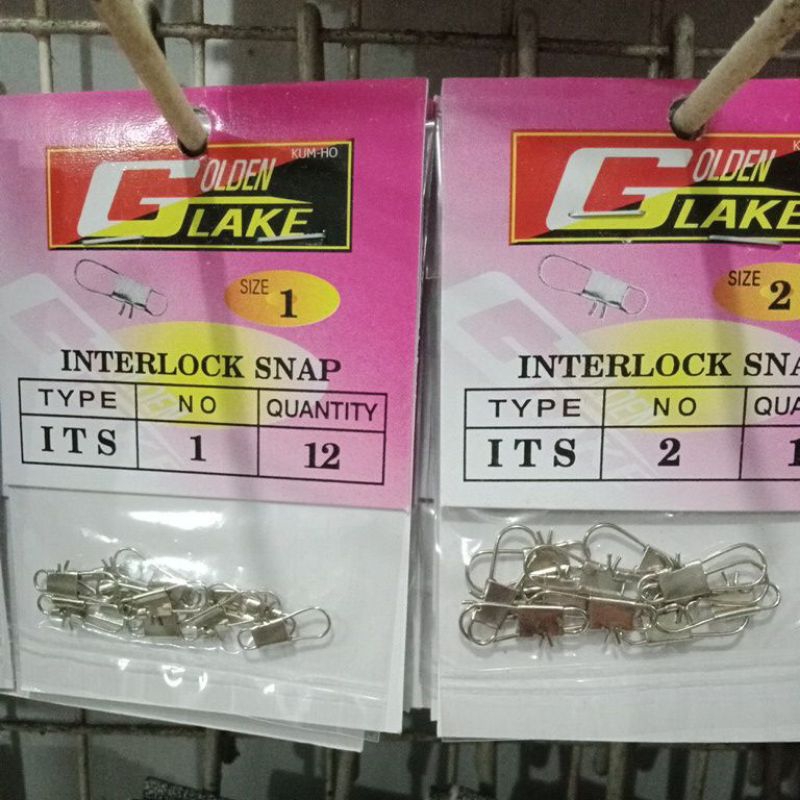 KUM-HO
GOLDEN
LAKE
SIZE 1
INTERLOCK SNAP
TYPE NO QUANTITY
ITS 1 12
GOLDEN
LAKE
SIZE 2
INTERLOCK
TYPE NO
ITS 2